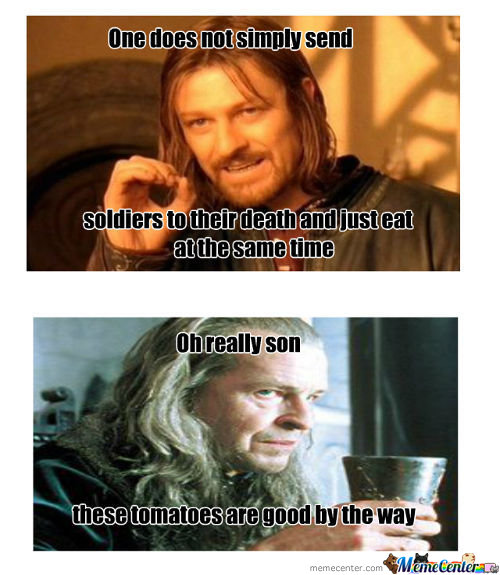 One does not simply send
soldiers to their death and just eat
at the same time
Oh really son
these tomatoes are good by the way
memecenter.com MemeCenter